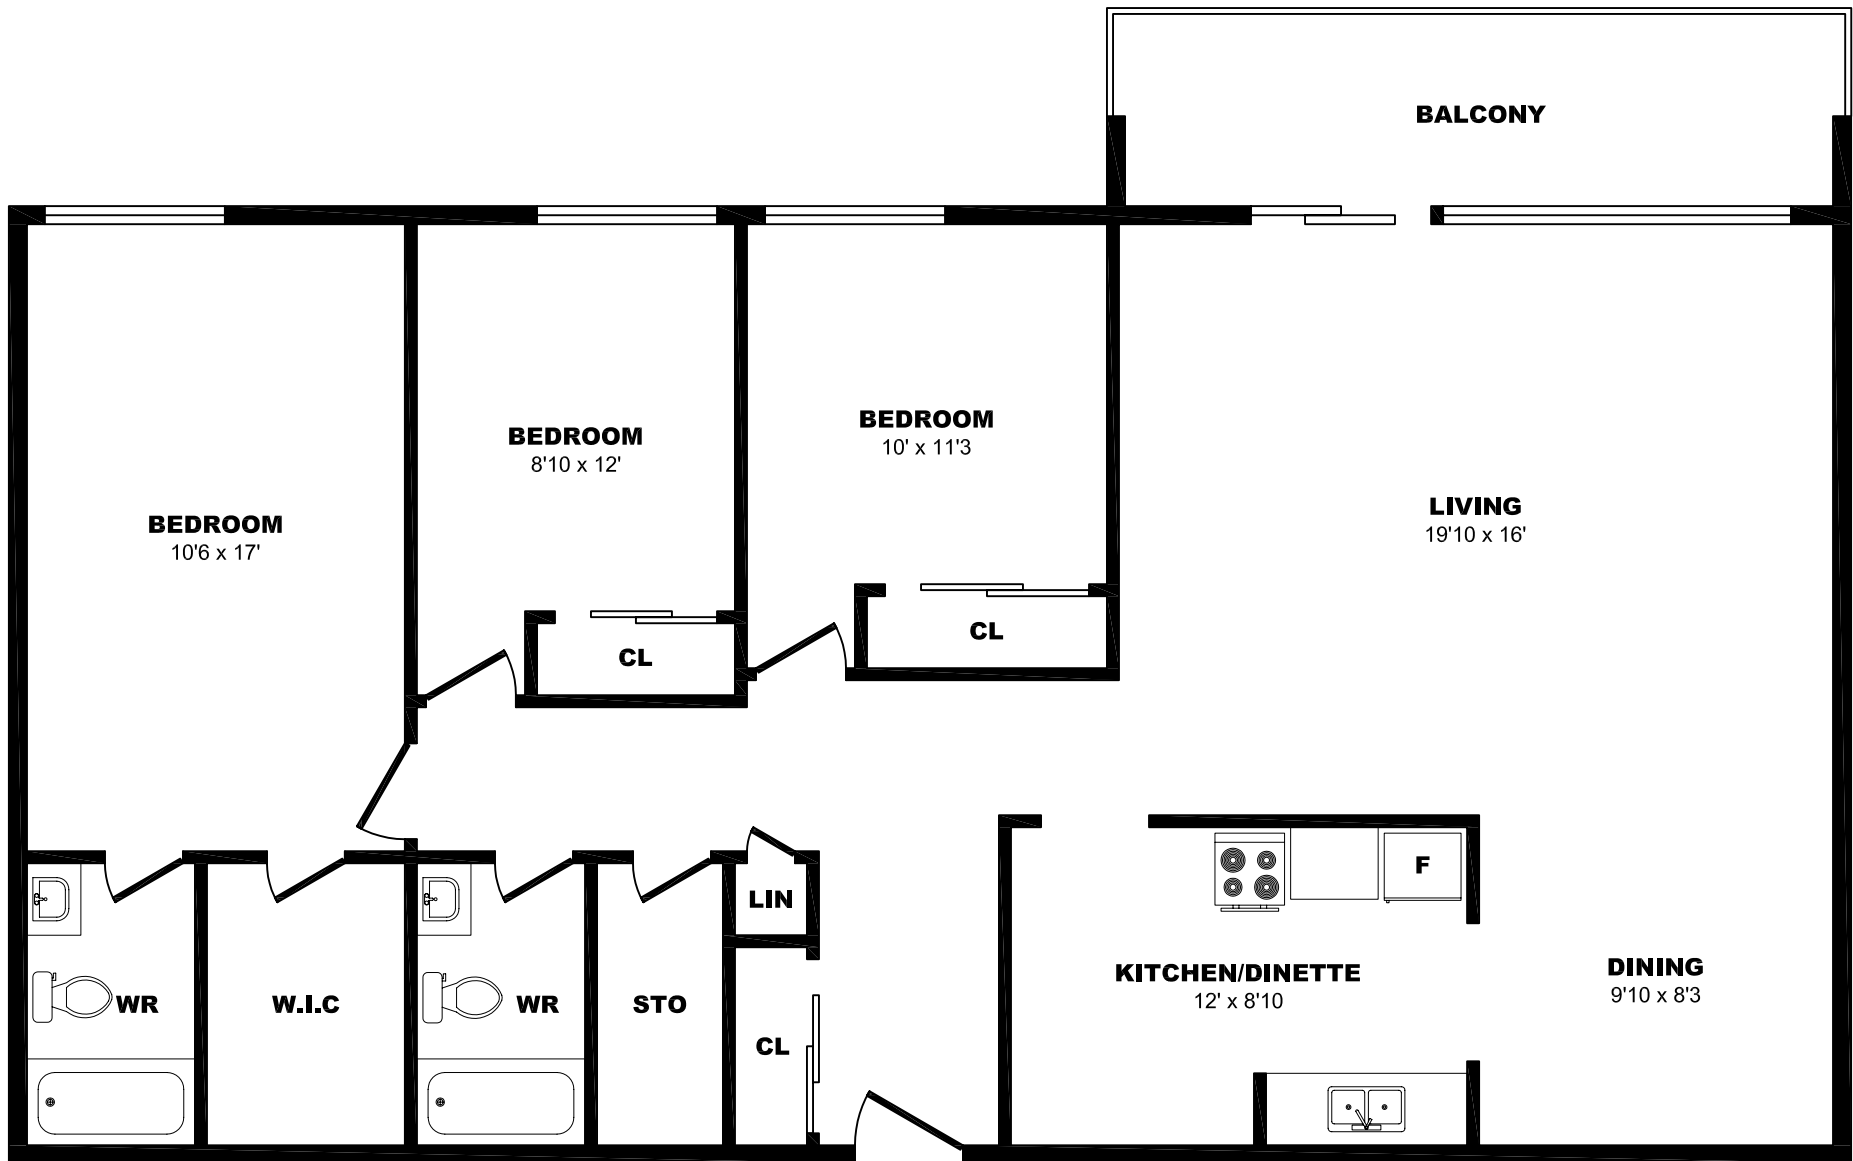 BALCONY
BEDROOM
10'6 x 17'
BEDROOM
8'10 x 12'
BEDROOM
10' x 11'3
LIVING
19'10 x 16'
CL
CL
WR
W.I.C
WR
STO
LIN
CL
KITCHEN/DINETTE
12' x 8'10
F
DINING
9'10 x 8'3